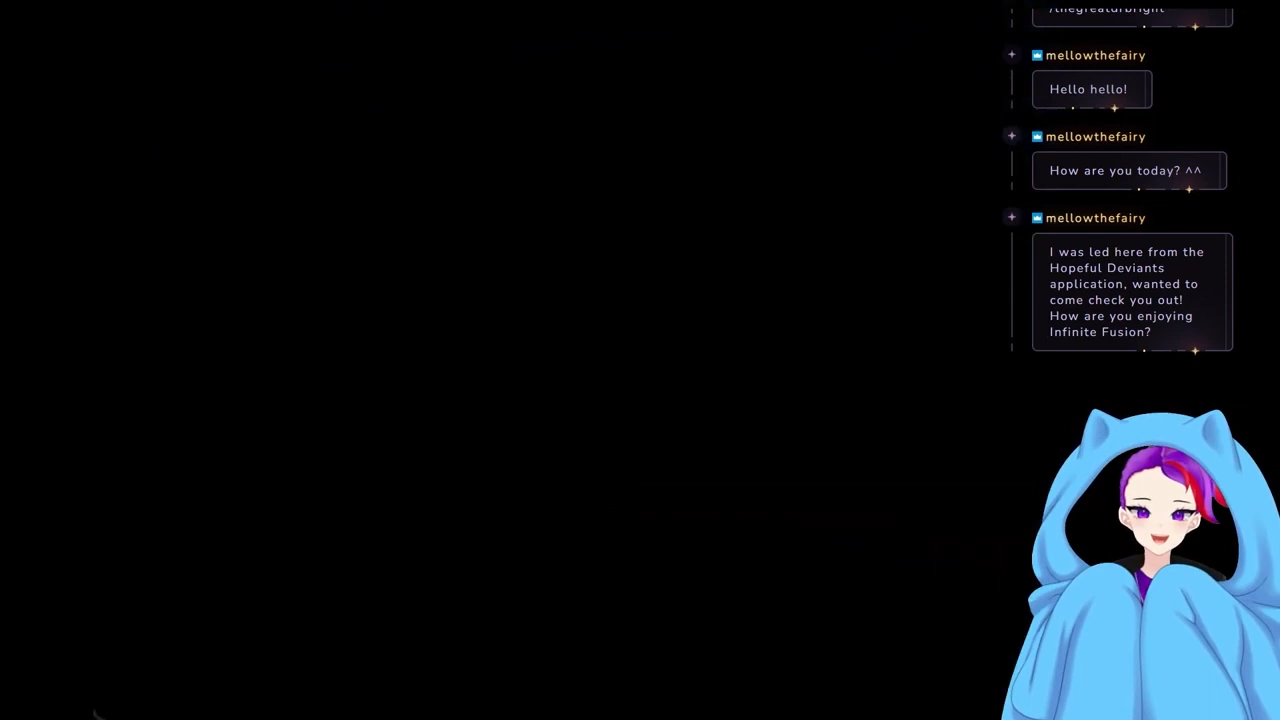 /thegreatdrbright
mellowthefairy
Hello hello!
mellowthefairy
How are you today? ^^
mellowthefairy
I was led here from the
Hopeful Deviants
application, wanted to
come check you out!
How are you enjoying
Infinite Fusion?